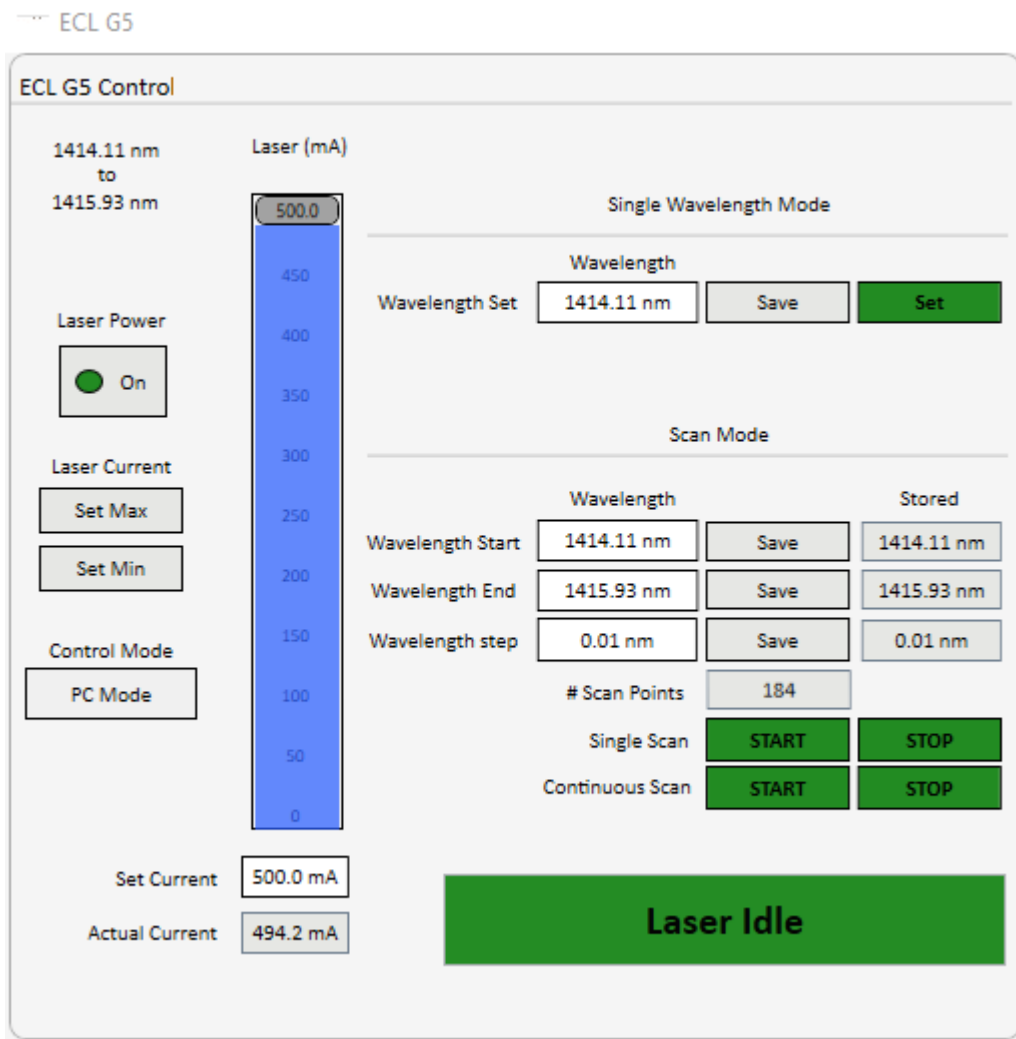 ECL G5
ECL G5 Control
1414.11 nm
to
1415.93 nm
Laser Power
On
Laser Current
Set Max
Set Min
Control Mode
PC Mode
Laser (mA)
500.0
450
400
350
300
250
200
150
100
50
0
Set Current 500.0 mA
Actual Current 494.2 mA
Single Wavelength Mode
Wavelength
Wavelength Set 1414.11 nm Save Set
Scan Mode
Wavelength Stored
Wavelength Start 1414.11 nm Save 1414.11 nm
Wavelength End 1415.93 nm Save 1415.93 nm
Wavelength step 0.01 nm Save 0.01 nm
# Scan Points 184
Single Scan START STOP
Continuous Scan START STOP
Laser Idle